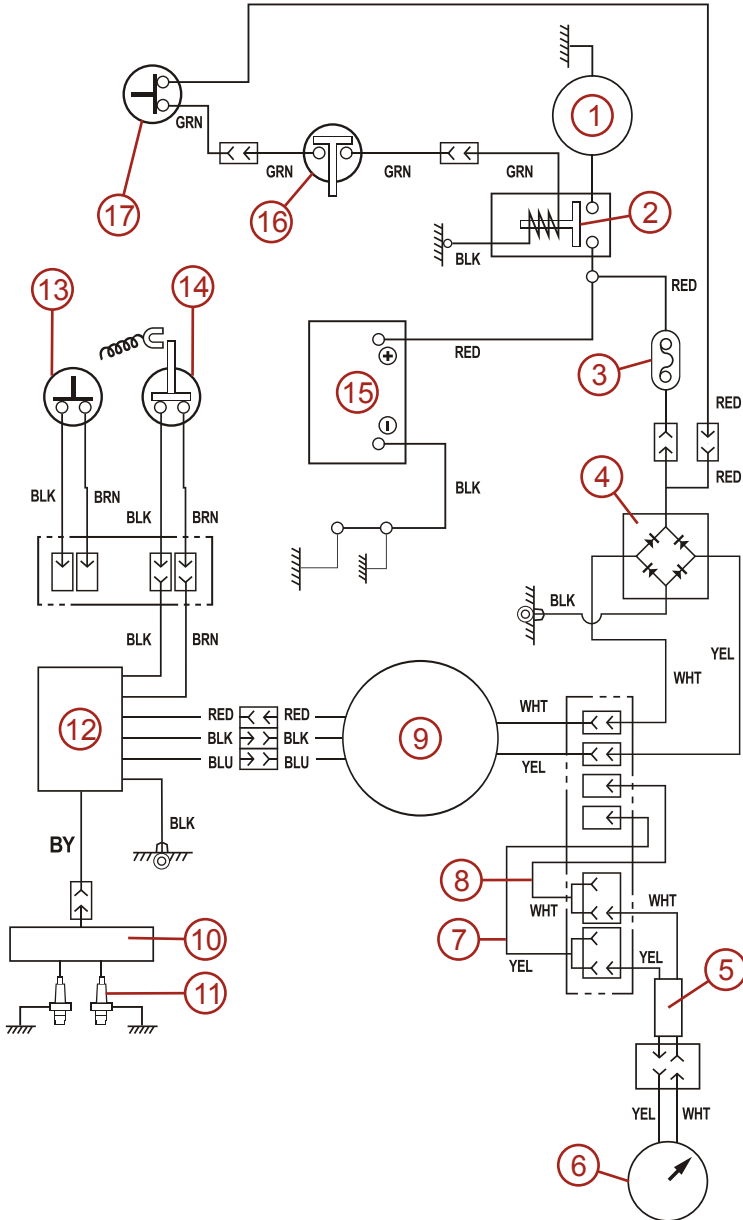 1
17
GRN
GRN
GRN
GRN
16
2
BLK
13
14
RED
RED
3
15
+
−
RED
RED
4
BLK
BRN
BLK
BRN
BLK
BLK
YEL
BLK
BRN
WHT
12
RED
RED
9
WHT
BLK
BLK
BLU
BLU
YEL
BLK
BY
8
WHT
WHT
10
7
YEL
YEL
11
5
YEL
WHT
6